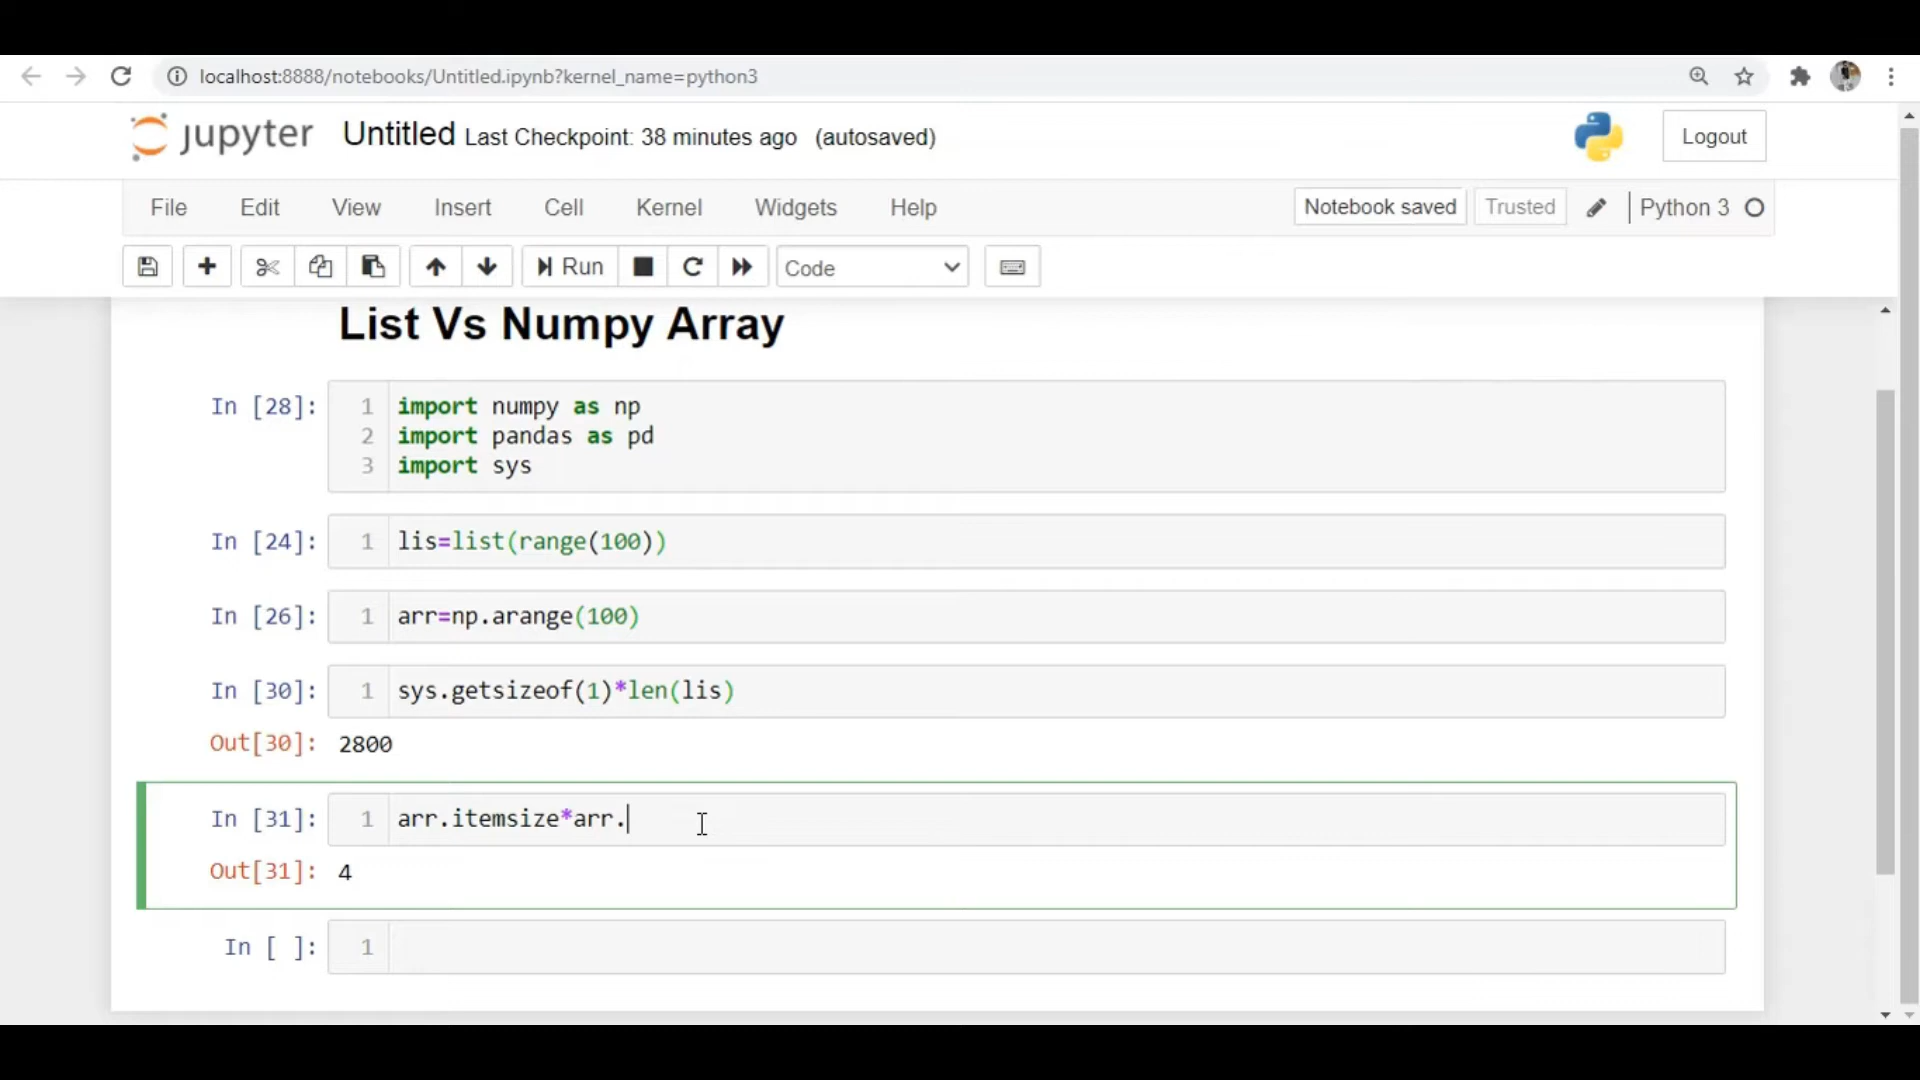 localhost:8888/notebooks/Untitled.ipynb?kernel_name=python3
jupyter Untitled Last Checkpoint: 38 minutes ago (autosaved) Logout
File Edit View Insert Cell Kernel Widgets Help Notebook saved Trusted Python 3
Run Code
List Vs Numpy Array
In [28]: 1 import numpy as np
2 import pandas as pd
3 import sys
In [24]: 1 lis=list(range(100))
In [26]: 1 arr=np.arange(100)
In [30]: 1 sys.getsizeof(1)*len(lis)
Out[30]: 2800
In [31]: 1 arr.itemsize*arr.
Out[31]: 4
In [ ]: 1